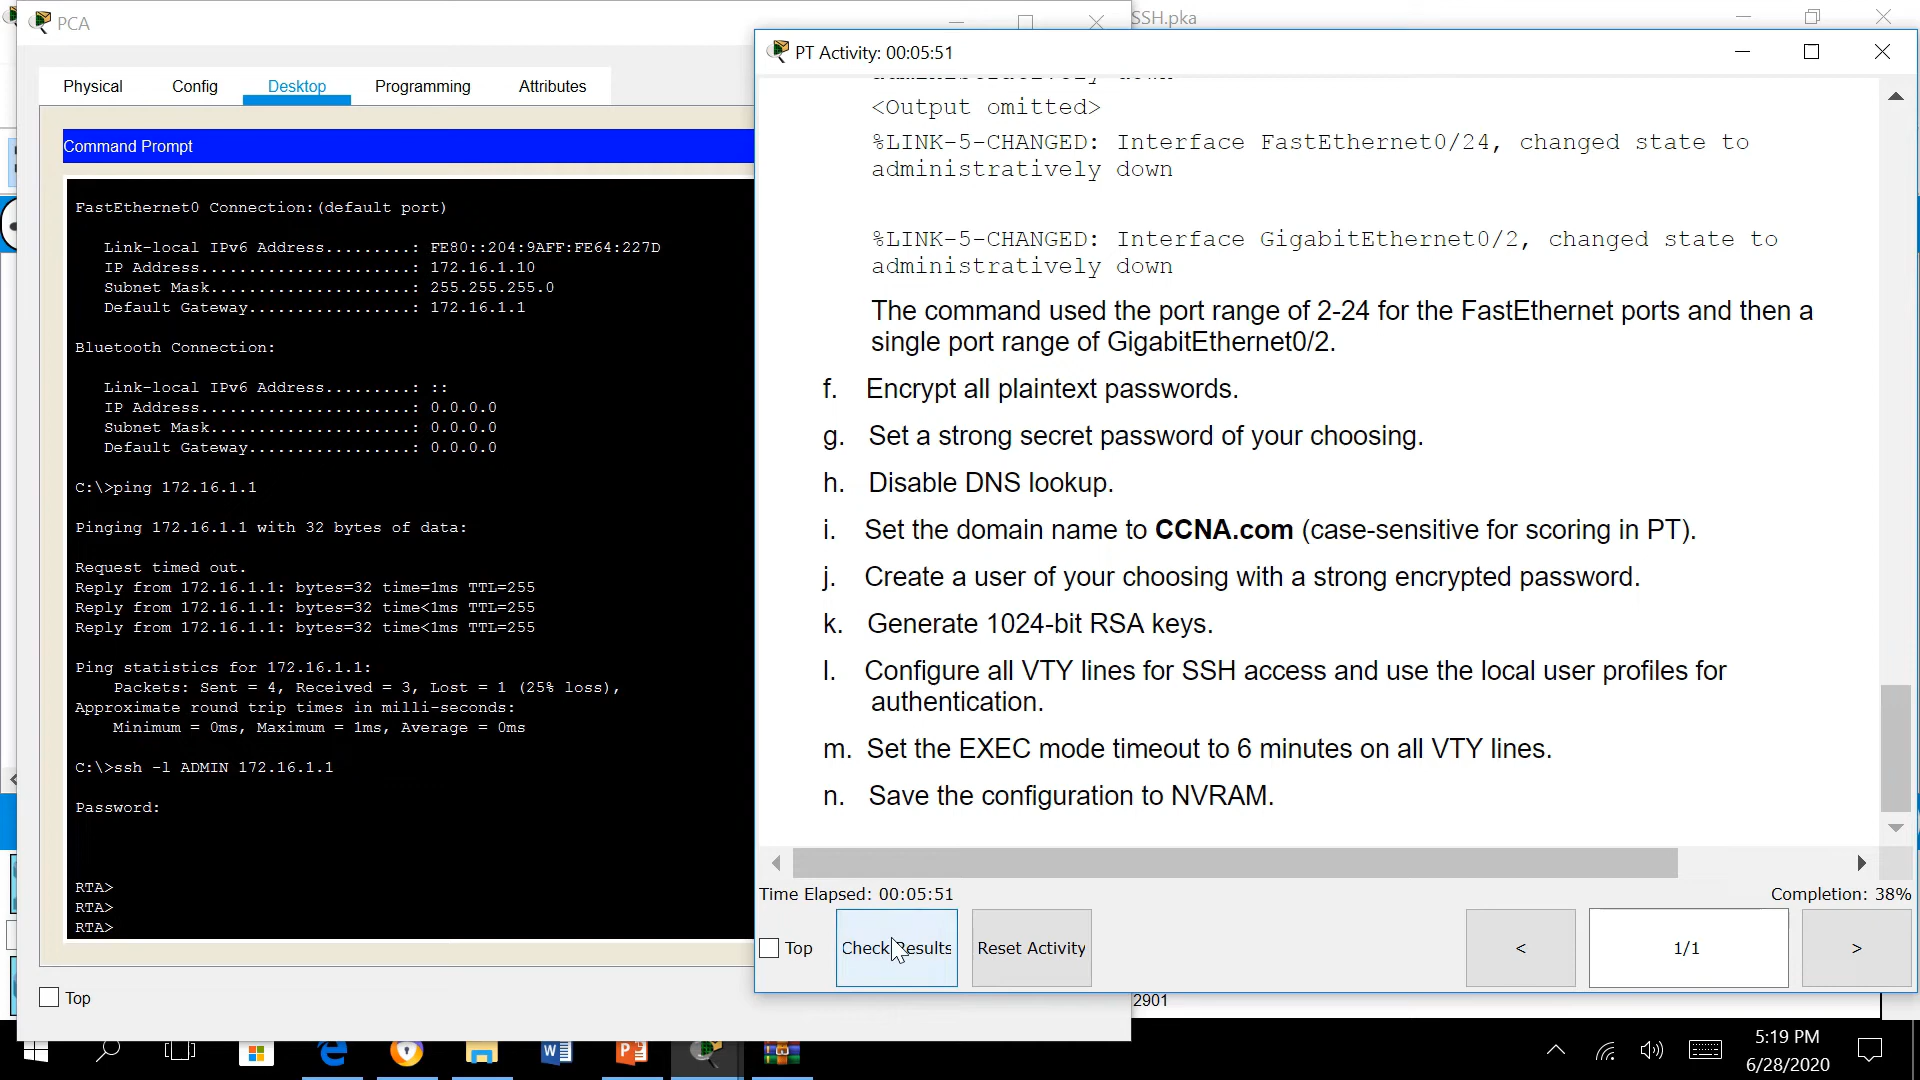 PCA
SSH.pka
PT Activity: 00:05:51
Physical
Config
Desktop
Programming
Attributes
Command Prompt
FastEthernet0 Connection:(default port)
Link-local IPv6 Address.........: FE80::204:9AFF:FE64:227D
IP Address......................: 172.16.1.10
Subnet Mask.....................: 255.255.255.0
Default Gateway.................: 172.16.1.1
Bluetooth Connection:
Link-local IPv6 Address.........: ::
IP Address......................: 0.0.0.0
Subnet Mask.....................: 0.0.0.0
Default Gateway.................: 0.0.0.0
C:\>ping 172.16.1.1
Pinging 172.16.1.1 with 32 bytes of data:
Request timed out.
Reply from 172.16.1.1: bytes=32 time=1ms TTL=255
Reply from 172.16.1.1: bytes=32 time<1ms TTL=255
Reply from 172.16.1.1: bytes=32 time<1ms TTL=255
Ping statistics for 172.16.1.1:
Packets: Sent = 4, Received = 3, Lost = 1 (25% loss),
Approximate round trip times in milli-seconds:
Minimum = 0ms, Maximum = 1ms, Average = 0ms
C:\>ssh -l ADMIN 172.16.1.1
Password:
RTA>
RTA>
RTA>
Top
administratively down
<Output omitted>
%LINK-5-CHANGED: Interface FastEthernet0/24, changed state to
administratively down
%LINK-5-CHANGED: Interface GigabitEthernet0/2, changed state to
administratively down
The command used the port range of 2-24 for the FastEthernet ports and then a
single port range of GigabitEthernet0/2.
f. Encrypt all plaintext passwords.
g. Set a strong secret password of your choosing.
h. Disable DNS lookup.
i. Set the domain name to CCNA.com (case-sensitive for scoring in PT).
j. Create a user of your choosing with a strong encrypted password.
k. Generate 1024-bit RSA keys.
l. Configure all VTY lines for SSH access and use the local user profiles for
authentication.
m. Set the EXEC mode timeout to 6 minutes on all VTY lines.
n. Save the configuration to NVRAM.
Time Elapsed: 00:05:51
Completion: 38%
Top
Check Results
Reset Activity
<
1/1
>
2901
5:19 PM
6/28/2020